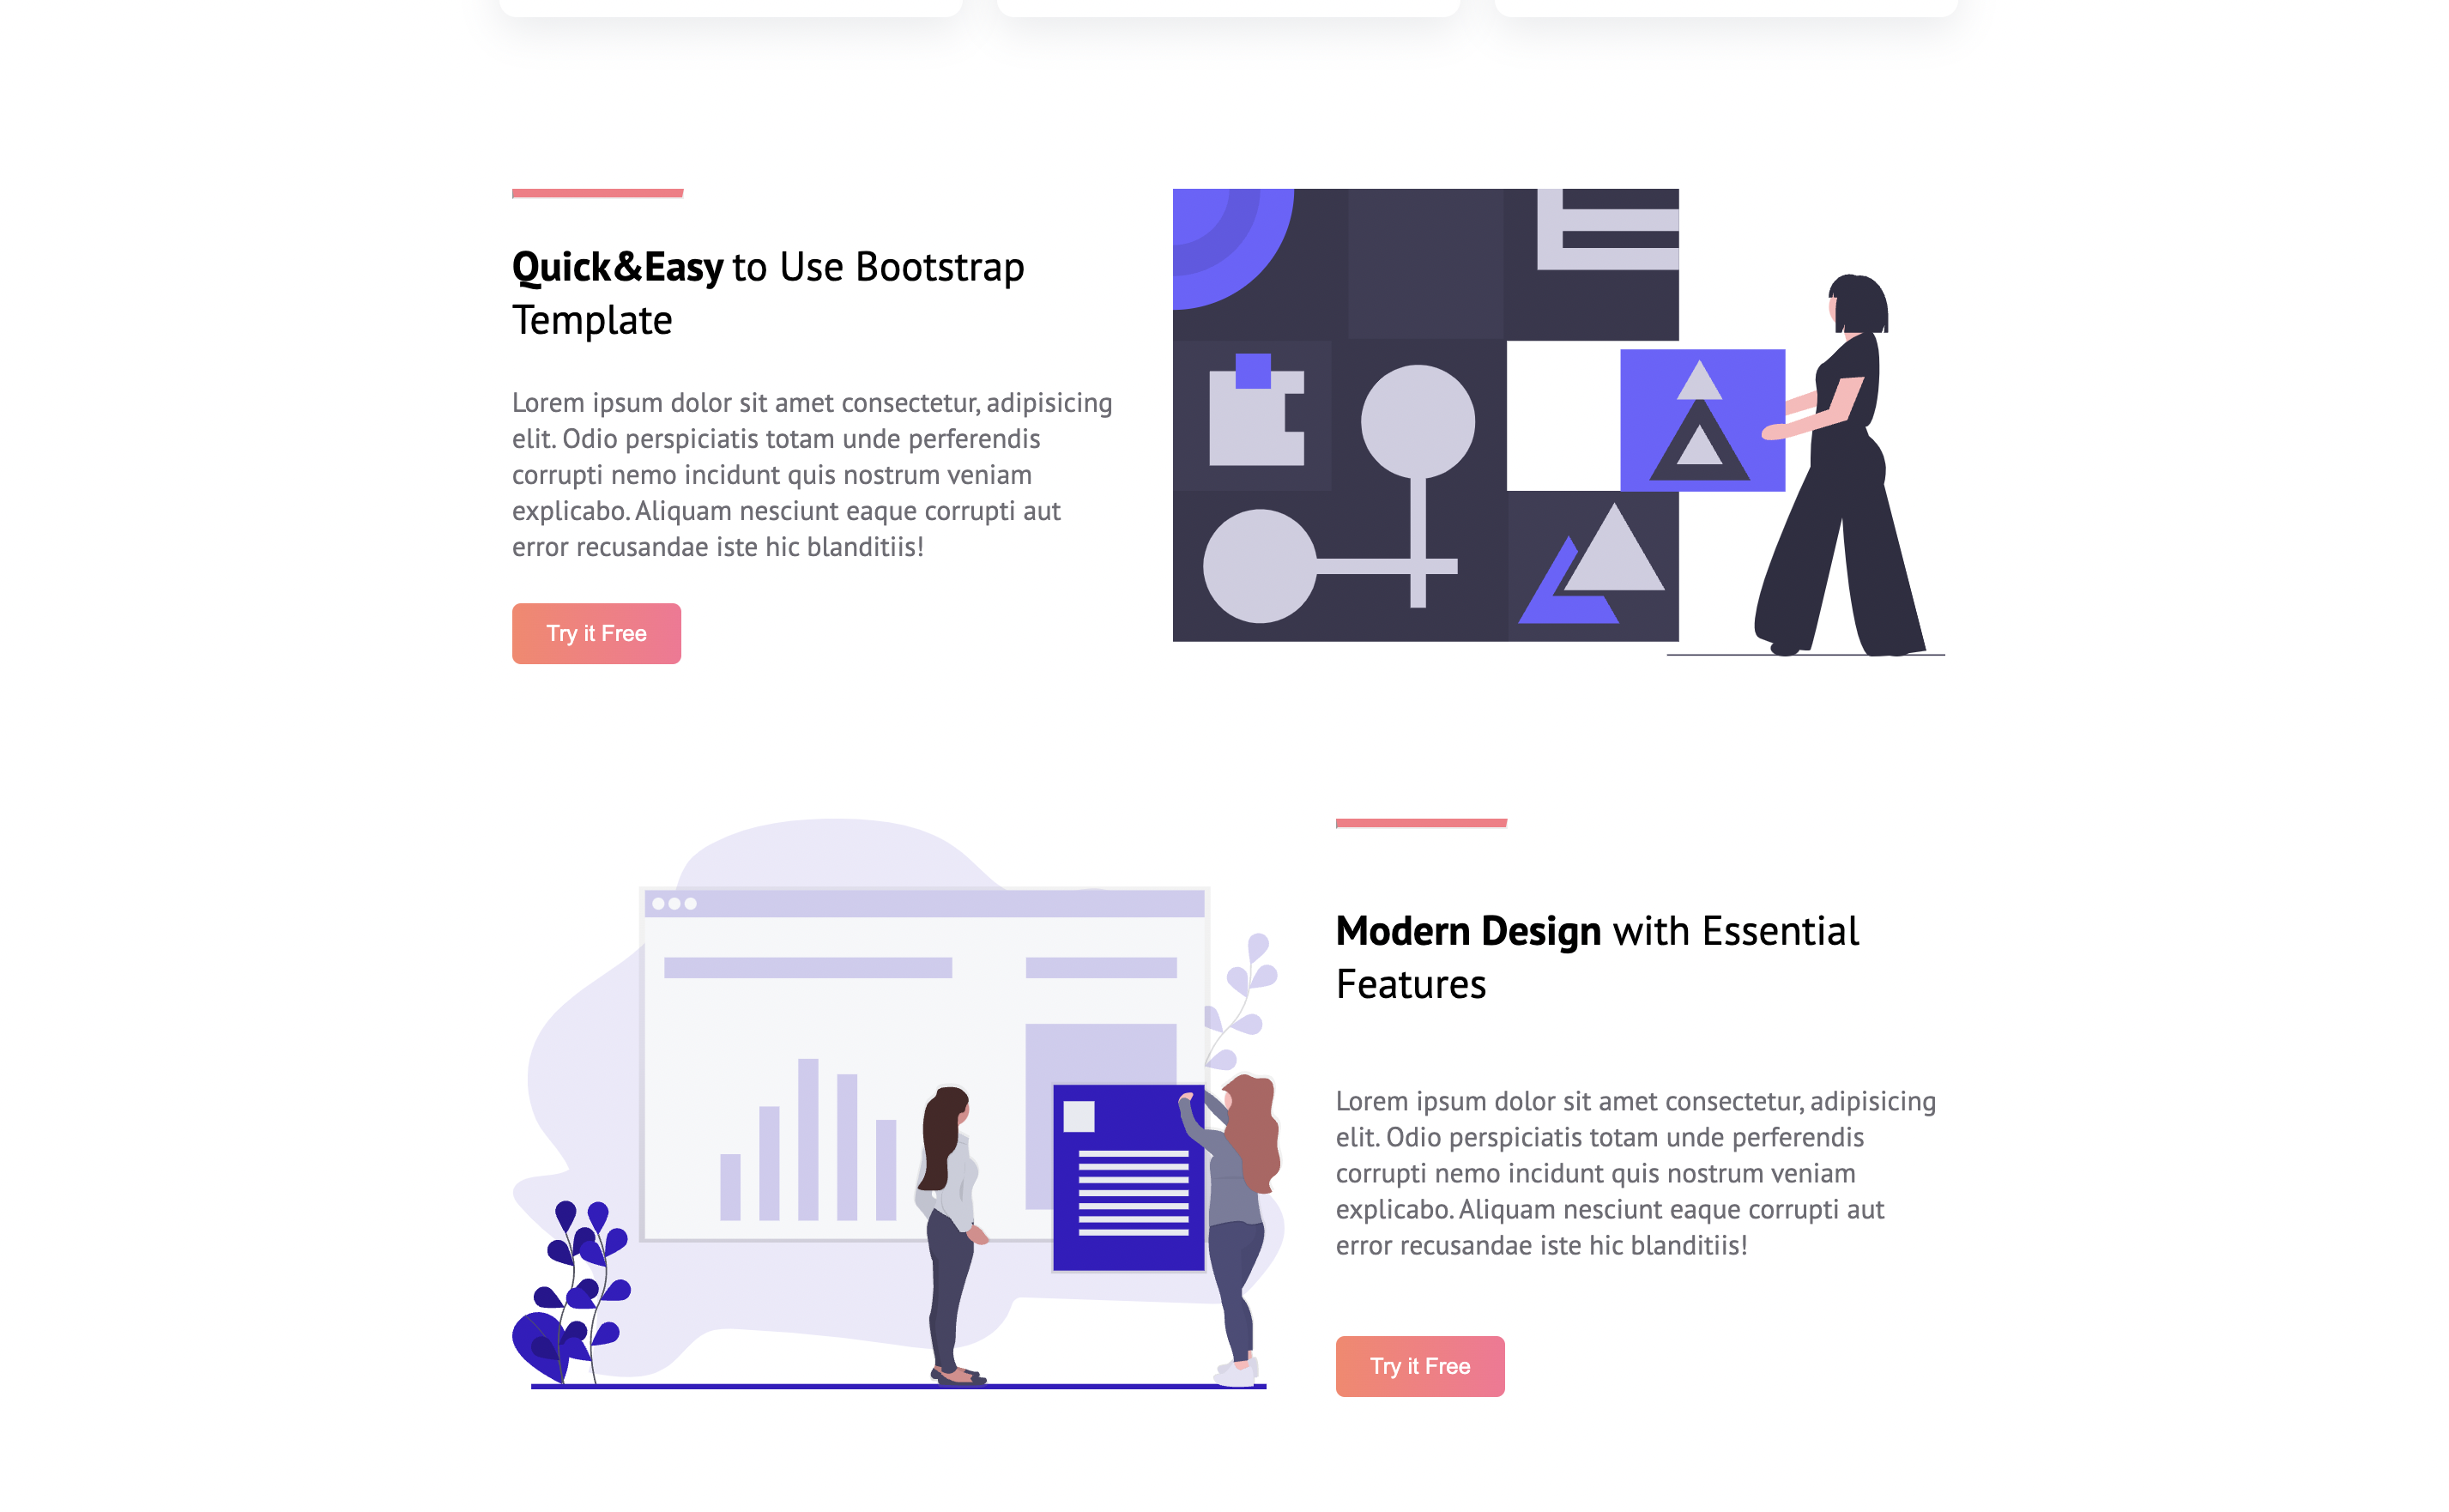 Quick&Easy to Use Bootstrap
Template
Lorem ipsum dolor sit amet consectetur, adipisicing
elit. Odio perspiciatis totam unde perferendis
corrupti nemo incidunt quis nostrum veniam
explicabo. Aliquam nesciunt eaque corrupti aut
error recusandae iste hic blanditiis!
Try it Free
Modern Design with Essential
Features
Lorem ipsum dolor sit amet consectetur, adipisicing
elit. Odio perspiciatis totam unde perferendis
corrupti nemo incidunt quis nostrum veniam
explicabo. Aliquam nesciunt eaque corrupti aut
error recusandae iste hic blanditiis!
Try it Free